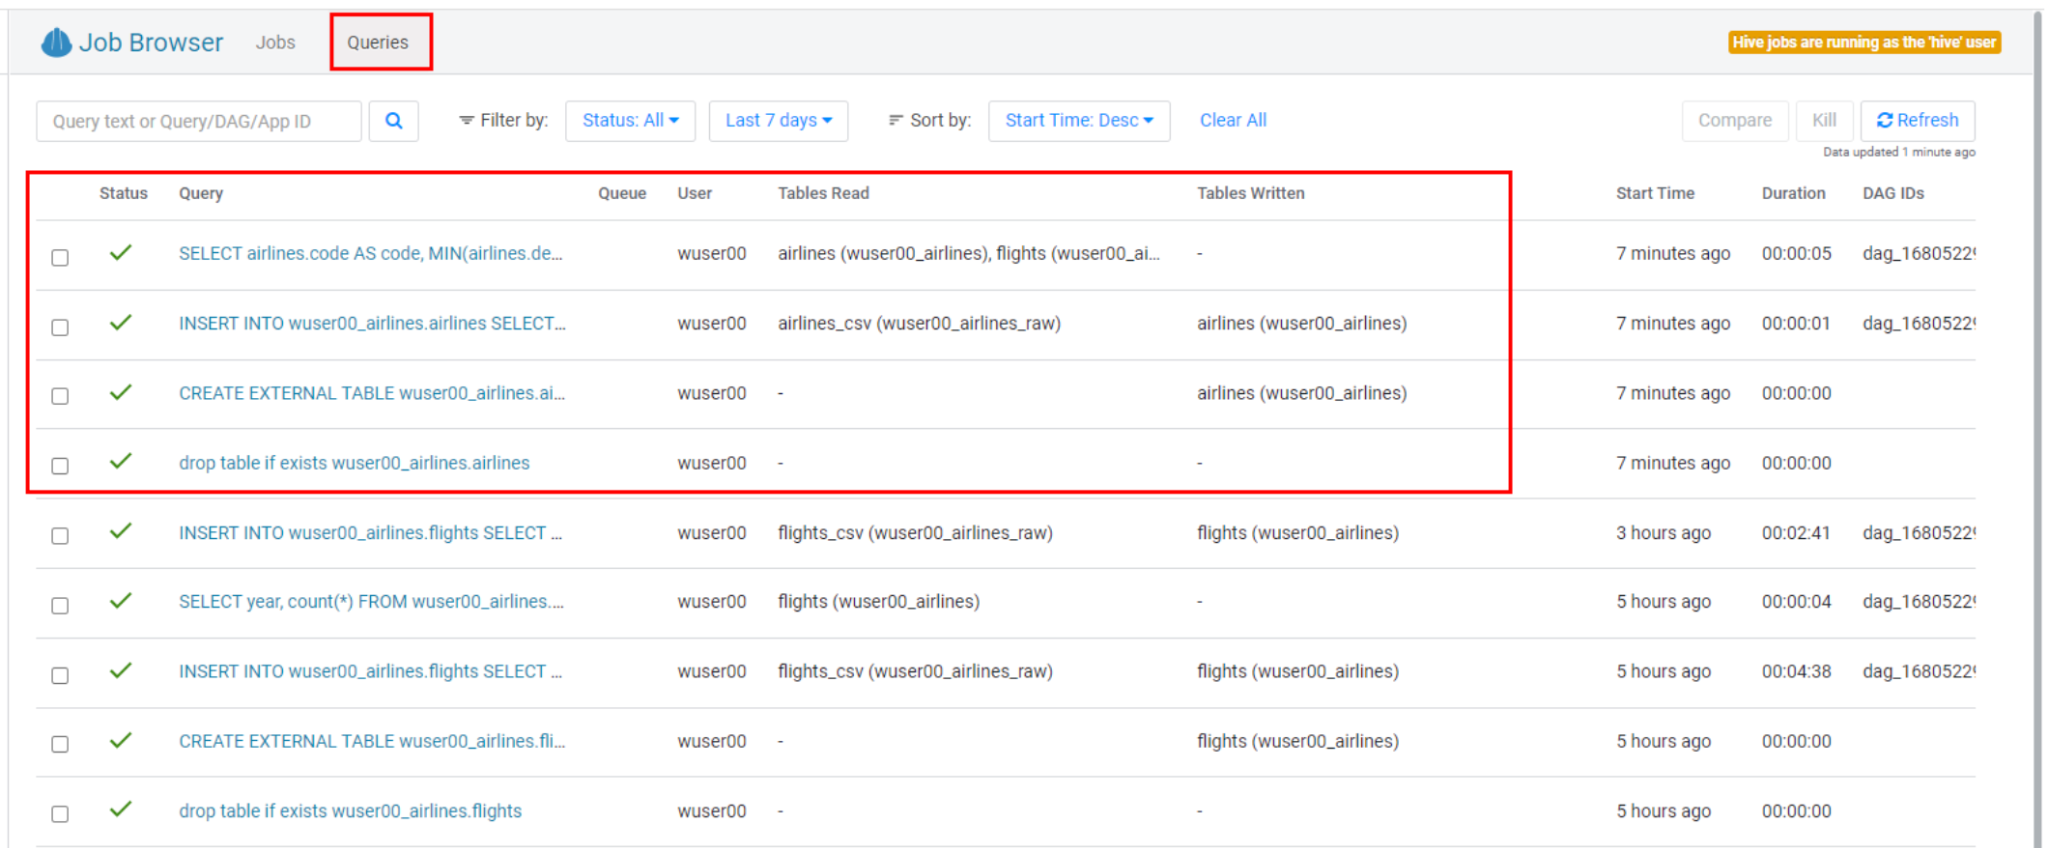 Job Browser Jobs Queries Hive jobs are running as the 'hive' user
Query text or Query/DAG/App ID Filter by: Status: All Last 7 days Sort by: Start Time: Desc Clear All Compare Kill Refresh
Data updated 1 minute ago
Status Query Queue User Tables Read Tables Written Start Time Duration DAG IDs
SELECT airlines.code AS code, MIN(airlines.de... wuser00 airlines (wuser00_airlines), flights (wuser00_ai... - 7 minutes ago 00:00:05 dag_1680522
INSERT INTO wuser00_airlines.airlines SELECT... wuser00 airlines_csv (wuser00_airlines_raw) airlines (wuser00_airlines) 7 minutes ago 00:00:01 dag_1680522
CREATE EXTERNAL TABLE wuser00_airlines.ai... wuser00 - airlines (wuser00_airlines) 7 minutes ago 00:00:00
drop table if exists wuser00_airlines.airlines wuser00 - - 7 minutes ago 00:00:00
INSERT INTO wuser00_airlines.flights SELECT ... wuser00 flights_csv (wuser00_airlines_raw) flights (wuser00_airlines) 3 hours ago 00:02:41 dag_1680522
SELECT year, count(*) FROM wuser00_airlines.... wuser00 flights (wuser00_airlines) - 5 hours ago 00:00:04 dag_1680522
INSERT INTO wuser00_airlines.flights SELECT ... wuser00 flights_csv (wuser00_airlines_raw) flights (wuser00_airlines) 5 hours ago 00:04:38 dag_1680522
CREATE EXTERNAL TABLE wuser00_airlines.fli... wuser00 - flights (wuser00_airlines) 5 hours ago 00:00:00
drop table if exists wuser00_airlines.flights wuser00 - - 5 hours ago 00:00:00